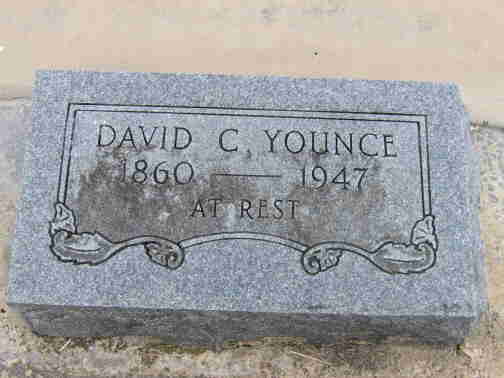 DAVID C. YOUNCE
1860 — 1947
AT REST